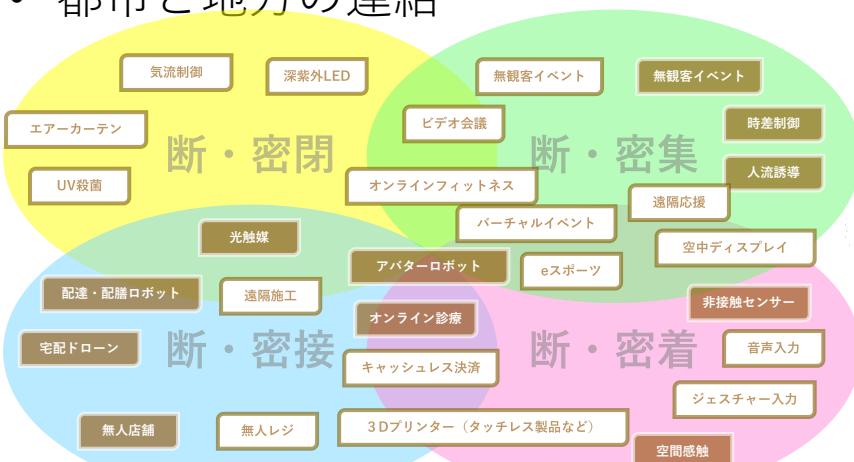 • 都市と地方の連結
気流制御
深紫外LED
無観客イベント
無観客イベント
エアーカーテン
ビデオ会議
時差制御
断・密閉
断・密集
UV殺菌
オンラインフィットネス
人流誘導
遠隔応援
バーチャルイベント
光触媒
空中ディスプレイ
アバターロボット
eスポーツ
配達・配膳ロボット
遠隔施工
非接触センサー
オンライン診療
宅配ドローン
断・密接
断・密着
音声入力
キャッシュレス決済
ジェスチャー入力
無人店舗
無人レジ
3Dプリンター（タッチレス製品など）
空間感触